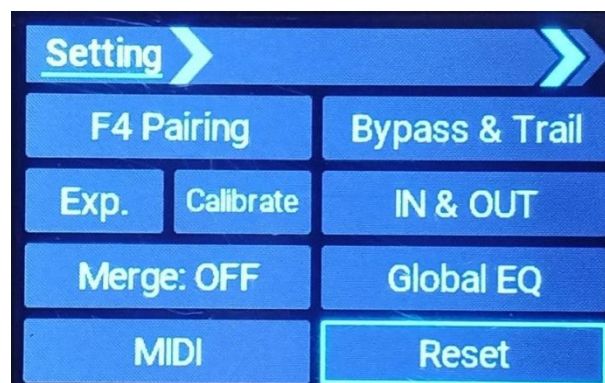 Setting
F4 Pairing Bypass & Trail
Exp. Calibrate IN & OUT
Merge: OFF Global EQ
MIDI Reset